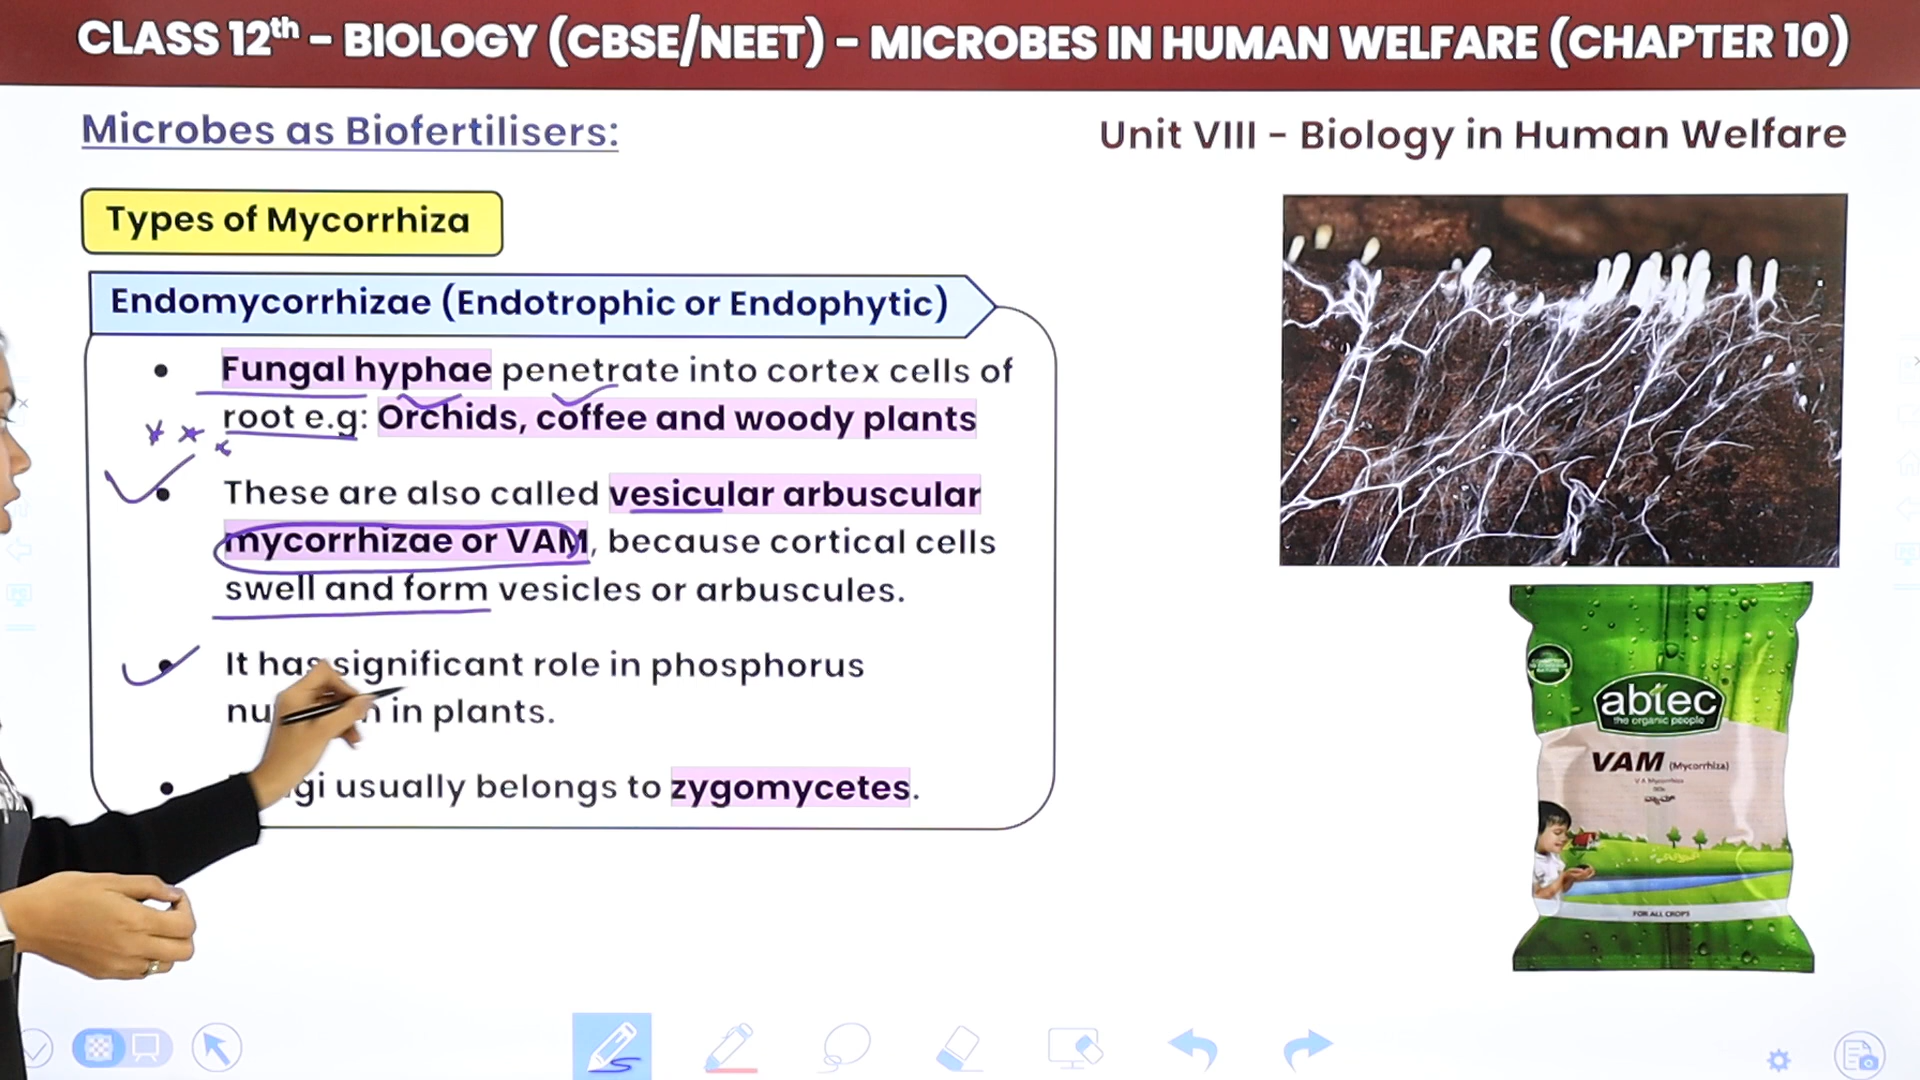 CLASS 12th - BIOLOGY (CBSE/NEET) - MICROBES IN HUMAN WELFARE (CHAPTER 10)
Microbes as Biofertilisers:
Unit VIII - Biology in Human Welfare
Types of Mycorrhiza
Endomycorrhizae (Endotrophic or Endophytic)
• Fungal hyphae penetrate into cortex cells of
root e.g: Orchids, coffee and woody plants
• These are also called vesicular arbuscular
mycorrhizae or VAM, because cortical cells
swell and form vesicles or arbuscules.
• It has significant role in phosphorus
in plants.
• usually belongs to zygomycetes.
abtec
the organic people
VAM (Mycorrhiza)
FOR ALL CROPS